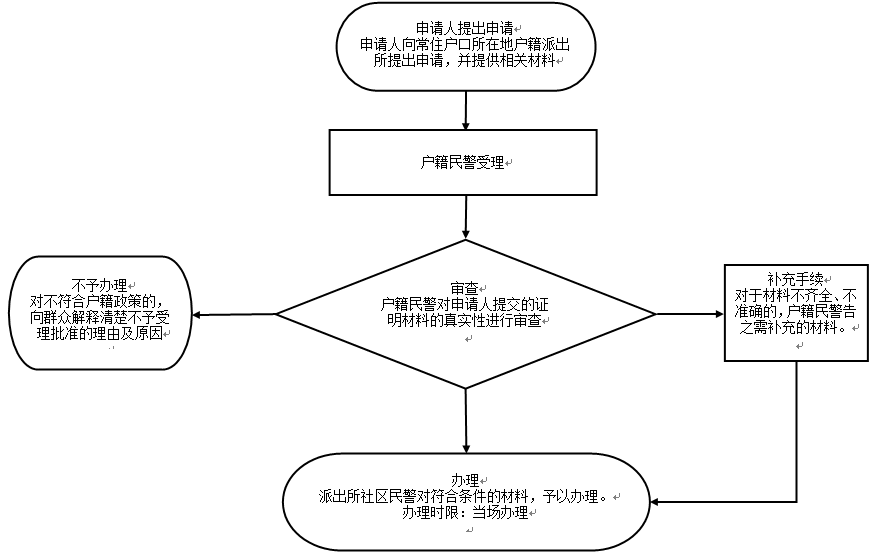 申请人提出申请
申请人向常住户口所在地户籍派出
所提出申请，并提供相关材料
户籍民警受理
审查
户籍民警对申请人提交的证
明材料的真实性进行审查
不予办理
对不符合户籍政策的，
向群众解释清楚不予受
理批准的理由及原因
补充手续
对于材料不齐全、不
准确的，户籍民警告
之需补充的材料。
办理
派出所社区民警对符合条件的材料，予以办理。
办理时限：当场办理